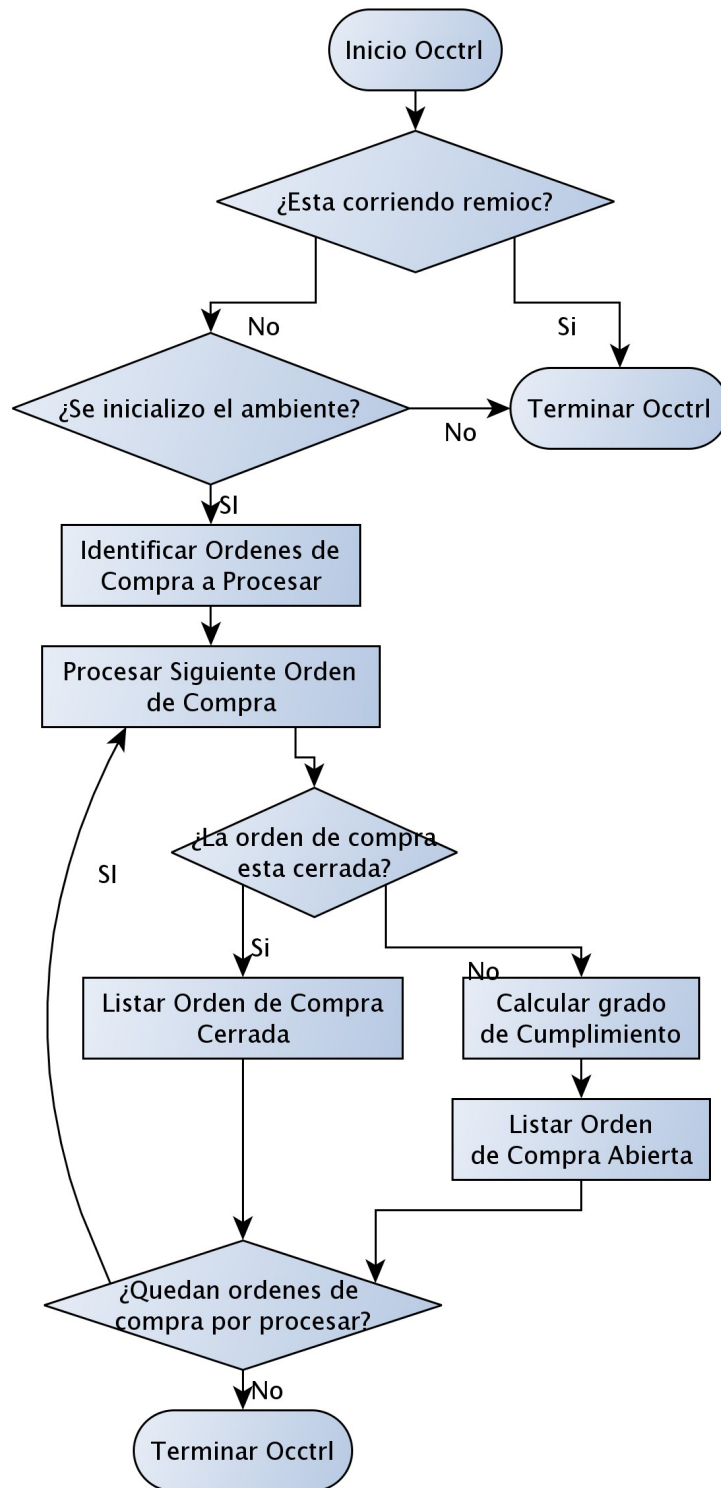 Inicio Occtrl
¿Esta corriendo remioc?
No
Si
¿Se inicializo el ambiente?
No
Terminar Occtrl
SI
Identificar Ordenes de
Compra a Procesar
Procesar Siguiente Orden
de Compra
¿La orden de compra
esta cerrada?
SI
Si
No
Listar Orden de Compra
Cerrada
Calcular grado
de Cumplimiento
Listar Orden
de Compra Abierta
¿Quedan ordenes de
compra por procesar?
No
Terminar Occtrl